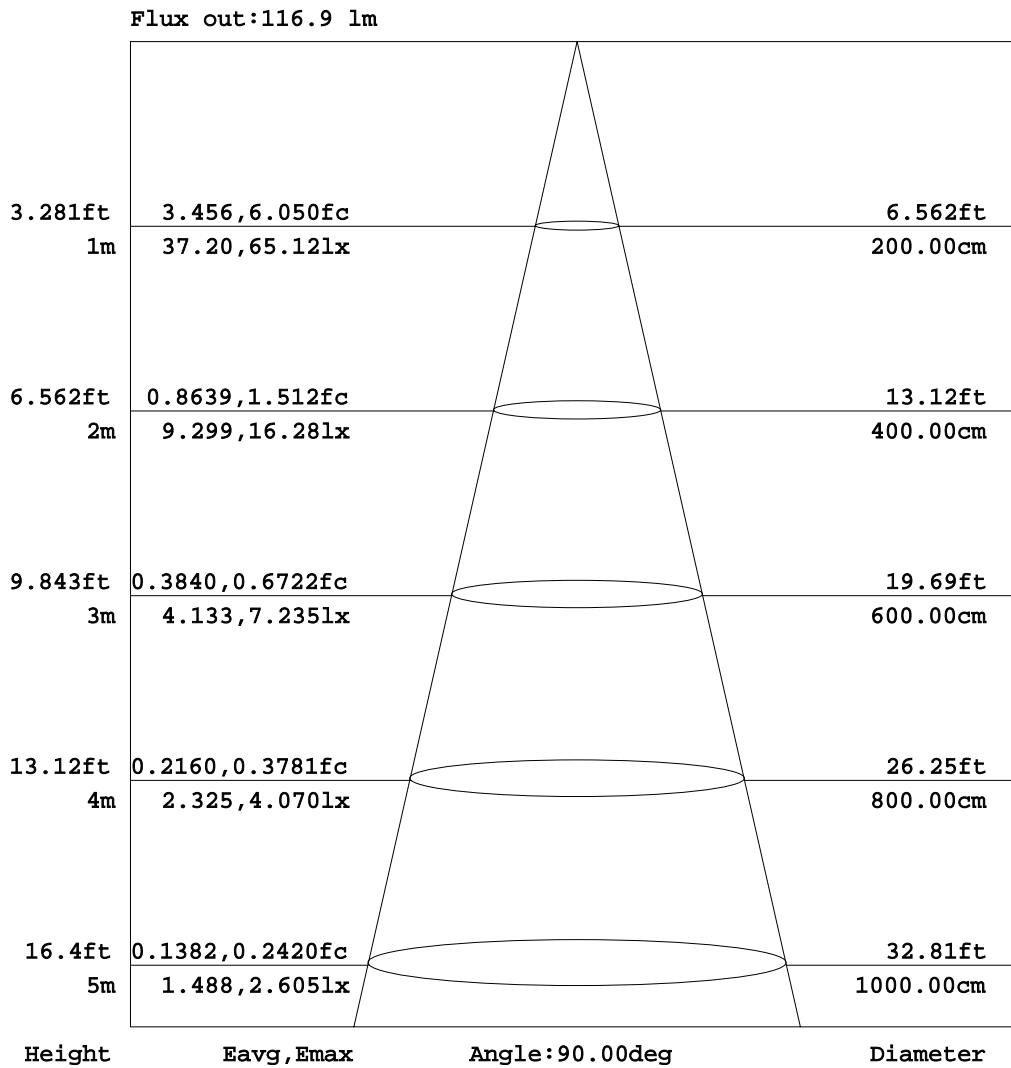 Flux out:116.9 lm
3.281ft 3.456,6.050fc 6.562ft
1m 37.20,65.12lx 200.00cm
6.562ft 0.8639,1.512fc 13.12ft
2m 9.299,16.28lx 400.00cm
9.843ft 0.3840,0.6722fc 19.69ft
3m 4.133,7.235lx 600.00cm
13.12ft 0.2160,0.3781fc 26.25ft
4m 2.325,4.070lx 800.00cm
16.4ft 0.1382,0.2420fc 32.81ft
5m 1.488,2.605lx 1000.00cm
Height Eavg,Emax Angle:90.00deg Diameter